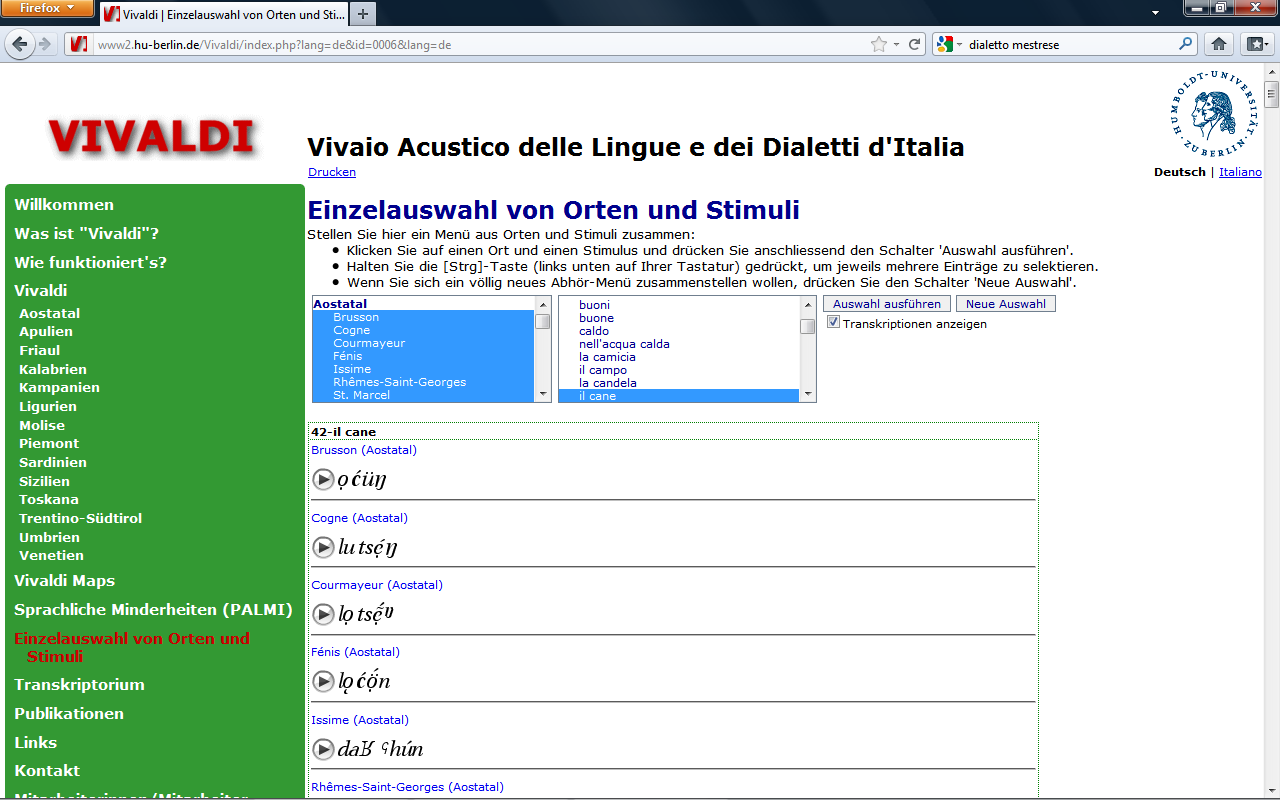 Firefox
Vivaldi | Einzelauswahl von Orten und Sti...
www2.hu-berlin.de/Vivaldi/index.php?lang=de&id=0006&lang=de
dialetto mestrese
HUMBOLDT-UNIVERSITÄT ZU BERLIN
VIVALDI
Vivaio Acustico delle Lingue e dei Dialetti d'Italia
Drucken
Deutsch | Italiano
Willkommen
Was ist "Vivaldi"?
Wie funktioniert's?
Vivaldi
Aostatal
Apulien
Friaul
Kalabrien
Kampanien
Ligurien
Molise
Piemont
Sardinien
Sizilien
Toskana
Trentino-Südtirol
Umbrien
Venetien
Vivaldi Maps
Sprachliche Minderheiten (PALMI)
Einzelauswahl von Orten und
Stimuli
Transkriptorium
Publikationen
Links
Kontakt
Einzelauswahl von Orten und Stimuli
Stellen Sie hier ein Menü aus Orten und Stimuli zusammen:
Klicken Sie auf einen Ort und einen Stimulus und drücken Sie anschliessend den Schalter 'Auswahl ausführen'.
Halten Sie die [Strg]-Taste (links unten auf Ihrer Tastatur) gedrückt, um jeweils mehrere Einträge zu selektieren.
Wenn Sie sich ein völlig neues Abhör-Menü zusammenstellen wollen, drücken Sie den Schalter 'Neue Auswahl'.
Aostatal
Brusson
Cogne
Courmayeur
Fénis
Issime
Rhêmes-Saint-Georges
St. Marcel
buoni
buone
caldo
nell'acqua calda
la camicia
il campo
la candela
il cane
Auswahl ausführen
Neue Auswahl
Transkriptionen anzeigen
42-il cane
Brusson (Aostatal)
ọ ćüŋ
Cogne (Aostatal)
lu tsẹ́ŋ
Courmayeur (Aostatal)
Fénis (Aostatal)
Issime (Aostatal)
Rhêmes-Saint-Georges (Aostatal)